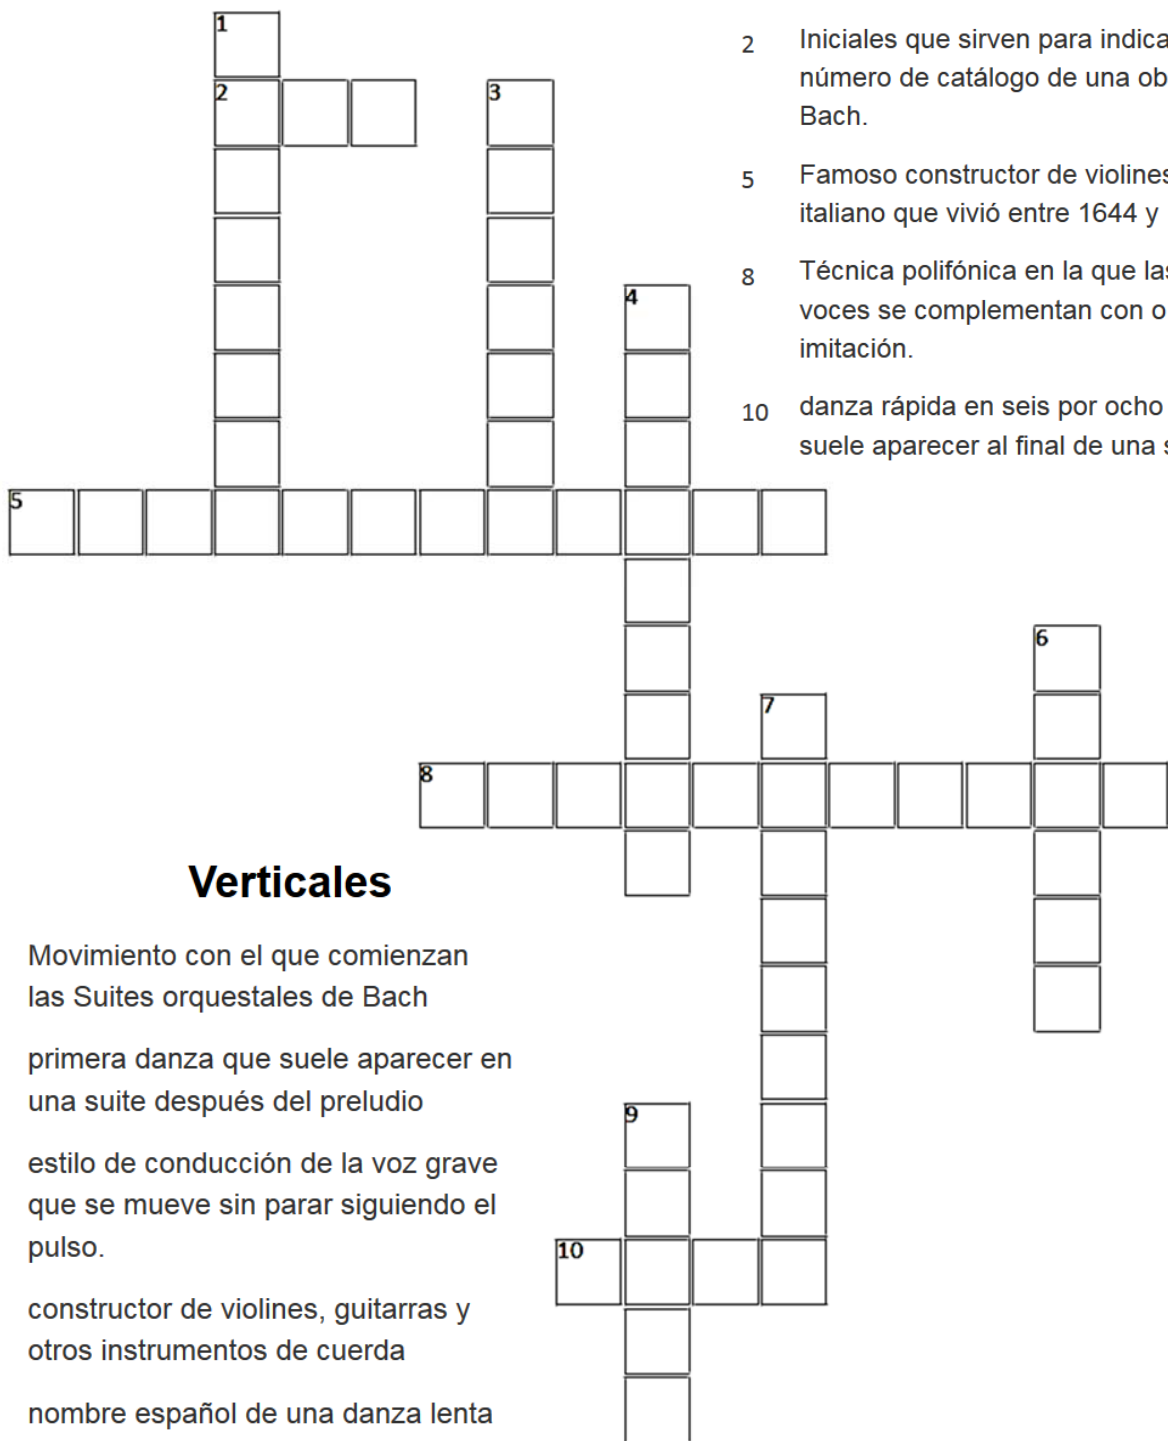 1
2
3
4
5
6
7
8
9
10
2 Iniciales que sirven para indica
número de catálogo de una ob
Bach.
5 Famoso constructor de violines
italiano que vivió entre 1644 y
8 Técnica polifónica en la que las
voces se complementan con o
imitación.
10 danza rápida en seis por ocho
suele aparecer al final de una s
Verticales
Movimiento con el que comienzan
las Suites orquestales de Bach
primera danza que suele aparecer en
una suite después del preludio
estilo de conducción de la voz grave
que se mueve sin parar siguiendo el
pulso.
constructor de violines, guitarras y
otros instrumentos de cuerda
nombre español de una danza lenta